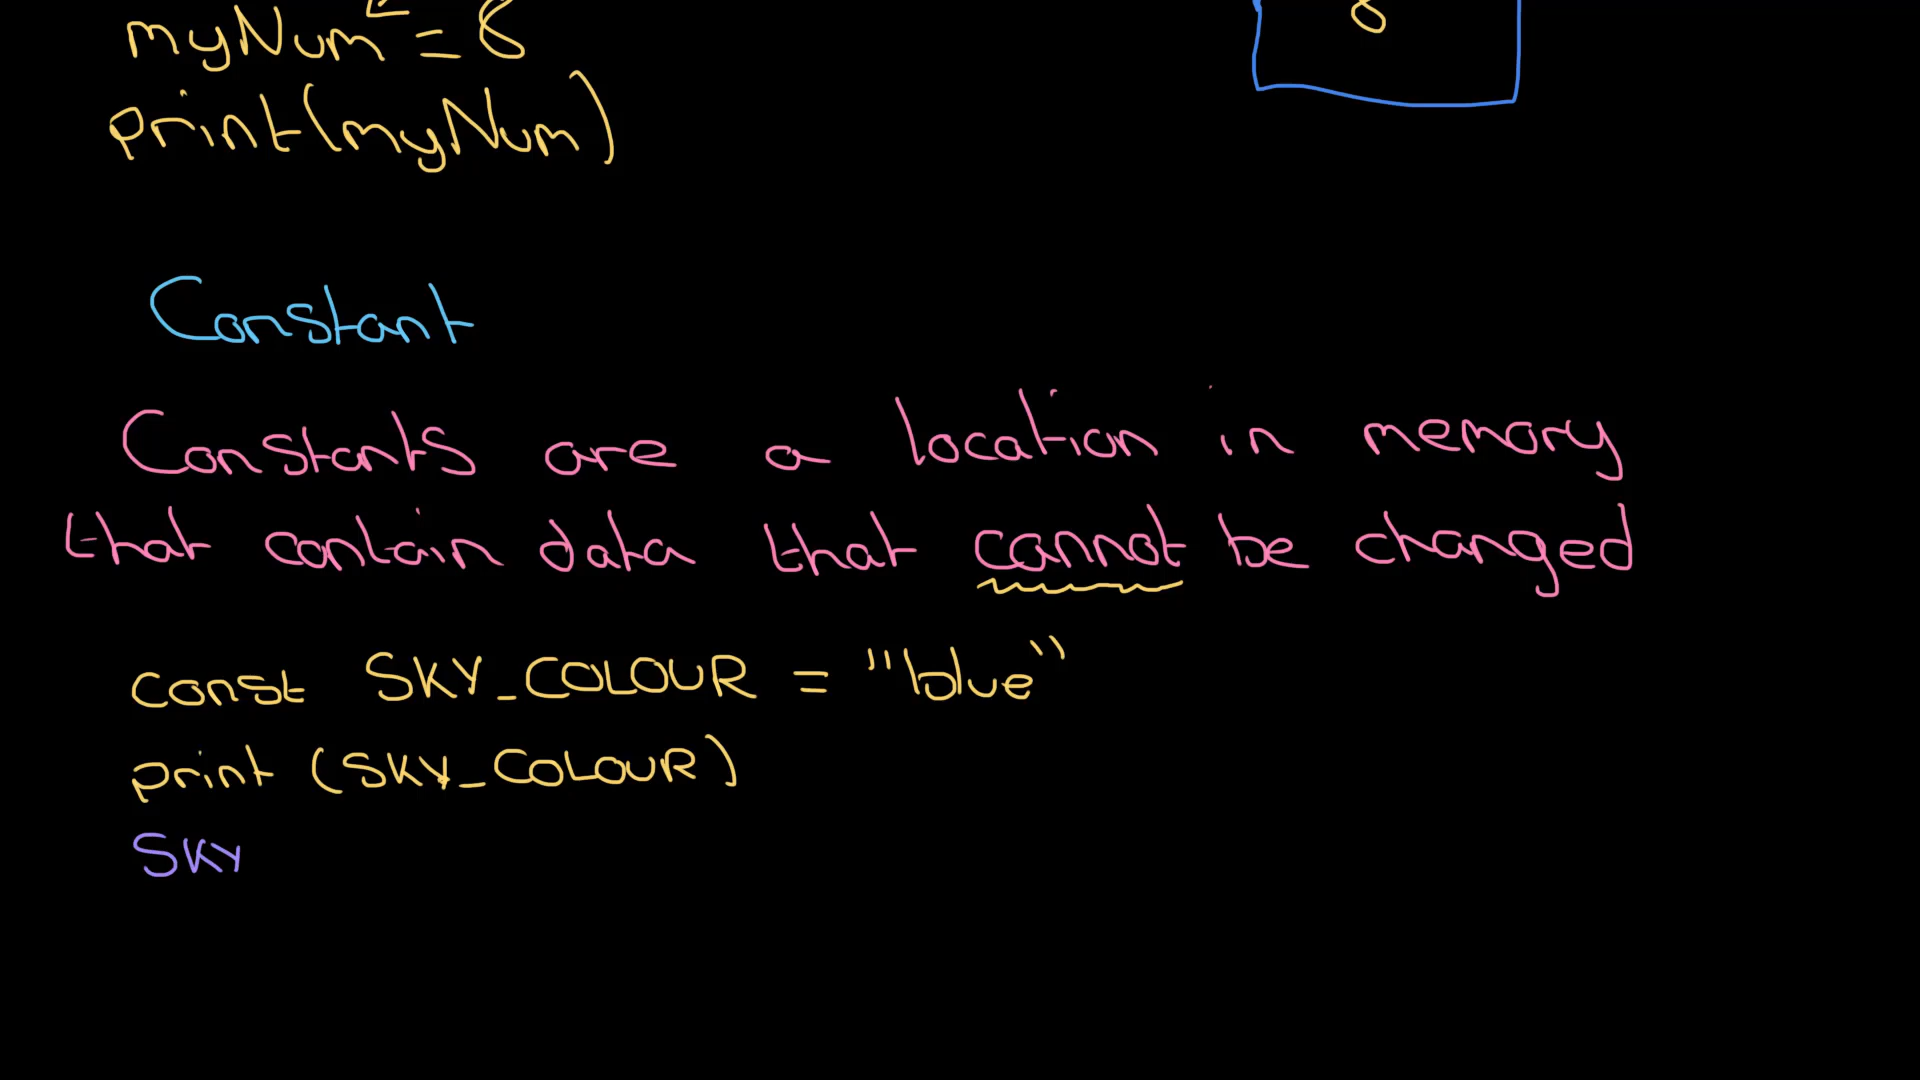 myNum = 8
8
print(myNum)
Constant
Constants are a location in memory
that contain data that cannot be changed
const SKY_COLOUR = "blue"
print (SKY_COLOUR)
SKY